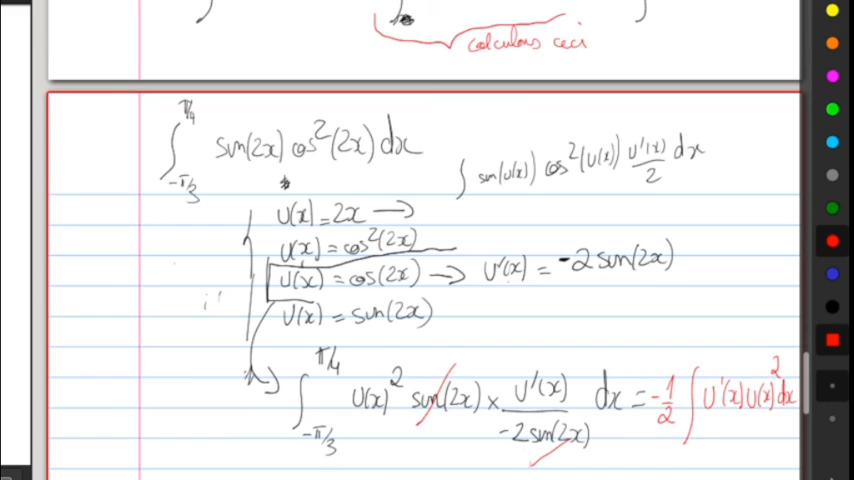 calculons ceci
∫_{-π/3}^{π/4} sin(2x) cos²(2x) dx
∫ sin(u(x)) cos²(u(x)) u'(x)/2 dx
u(x) = 2x →
u(x) = cos²(2x)
u(x) = cos(2x) → u'(x) = -2 sin(2x)
u(x) = sin(2x)
∫_{-π/3}^{π/4} u(x)² sin(2x) × u'(x)/(-2 sin(2x)) dx = -1/2 ∫ u'(x) u(x)² dx